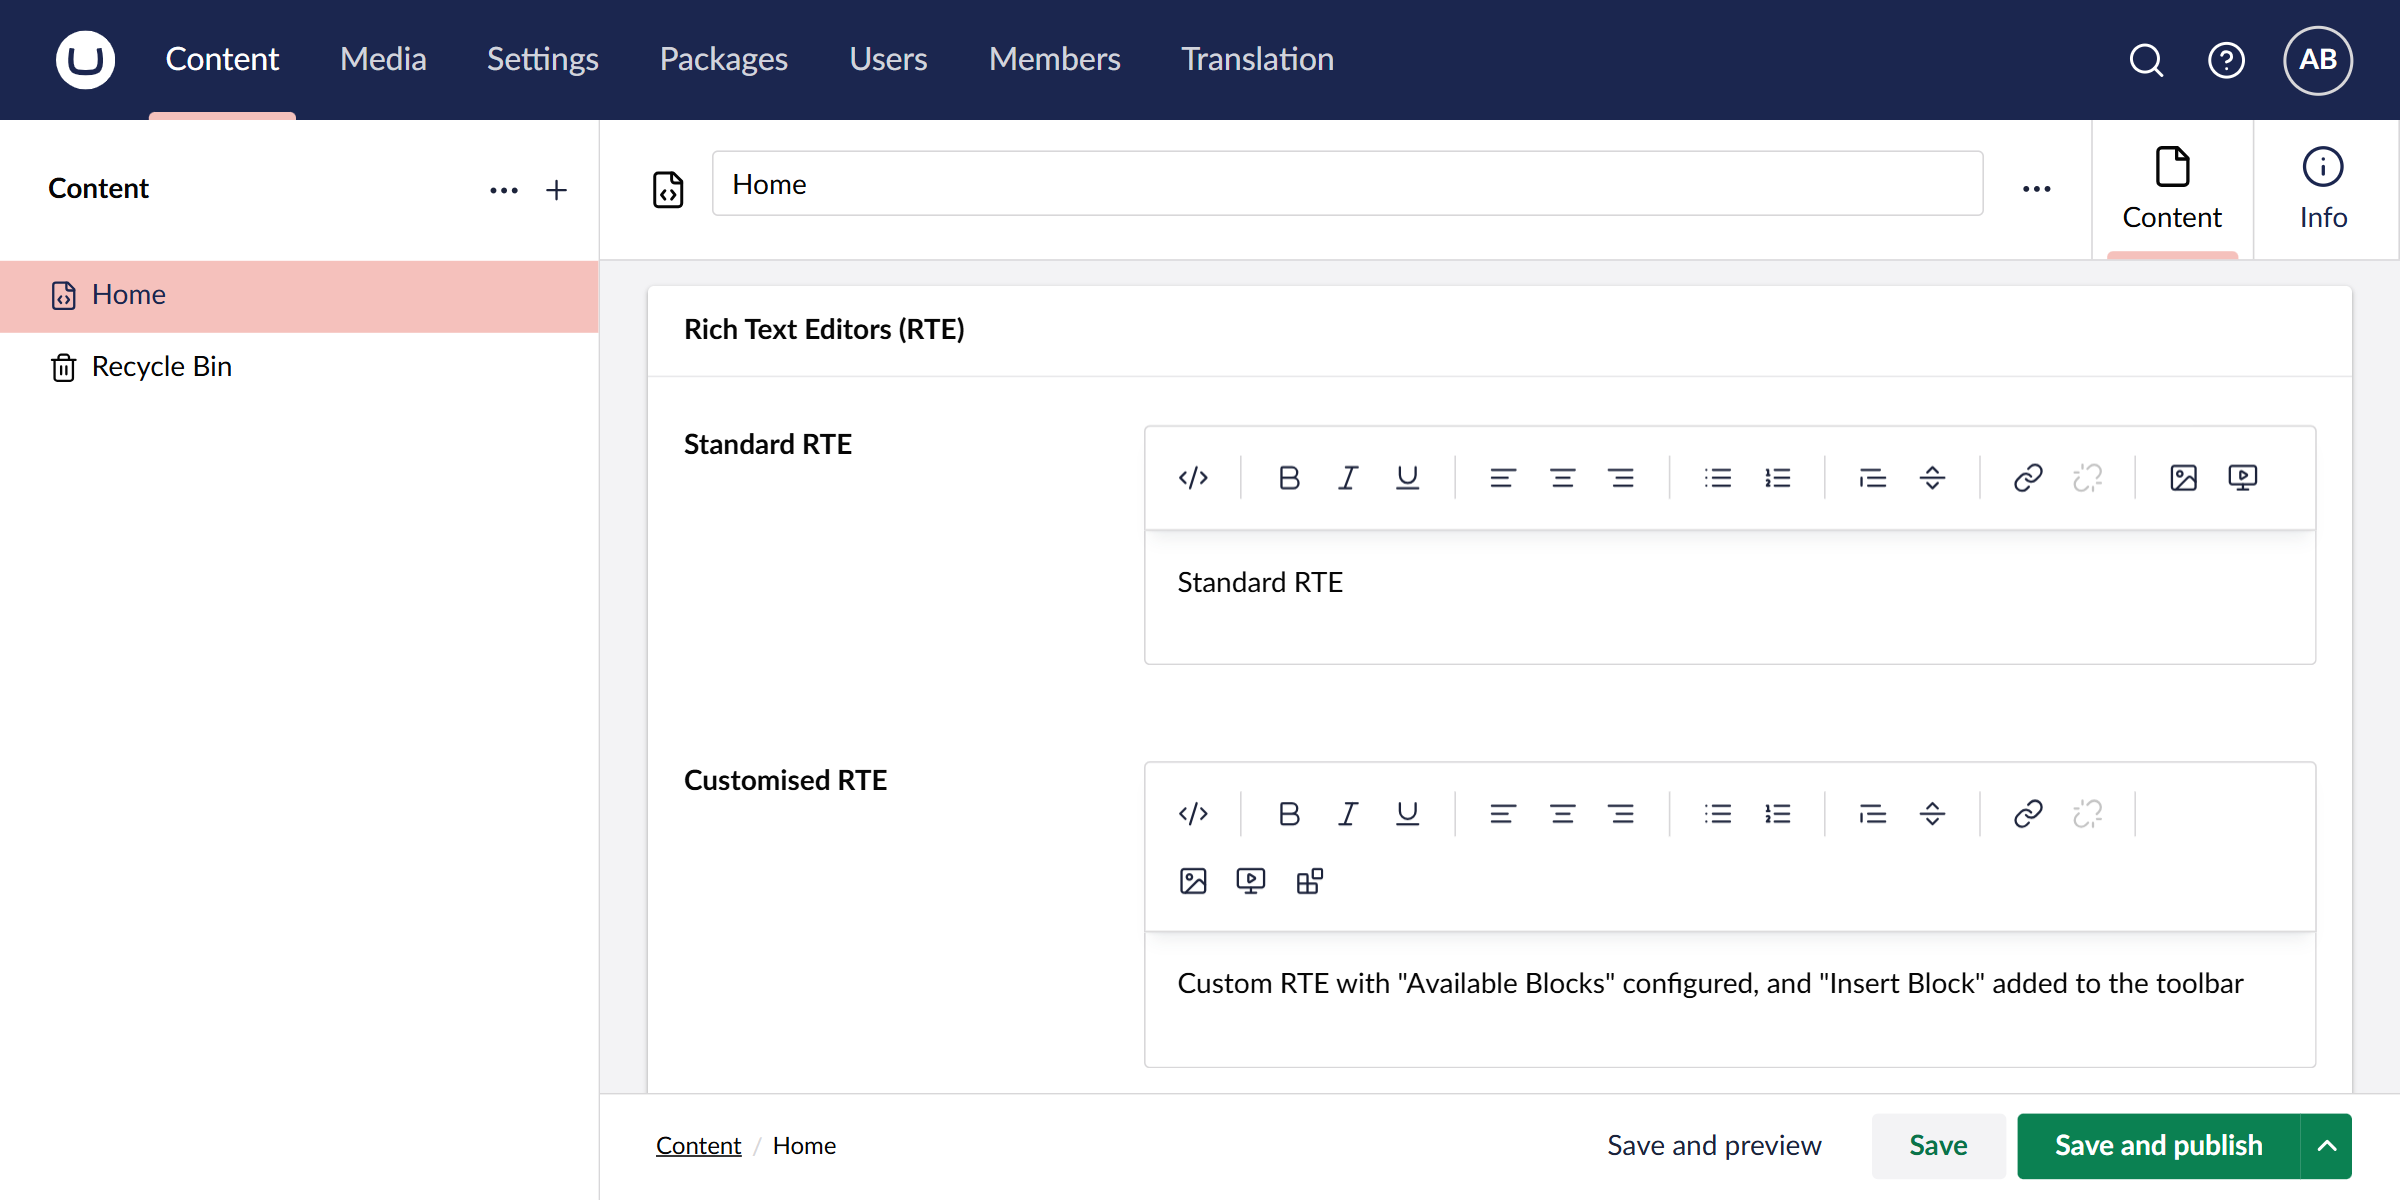 Content Media Settings Packages Users Members Translation AB
Content
Home
Recycle Bin
Home
Content
Info
Rich Text Editors (RTE)
Standard RTE
Standard RTE
Customised RTE
Custom RTE with "Available Blocks" configured, and "Insert Block" added to the toolbar
Content / Home
Save and preview
Save
Save and publish